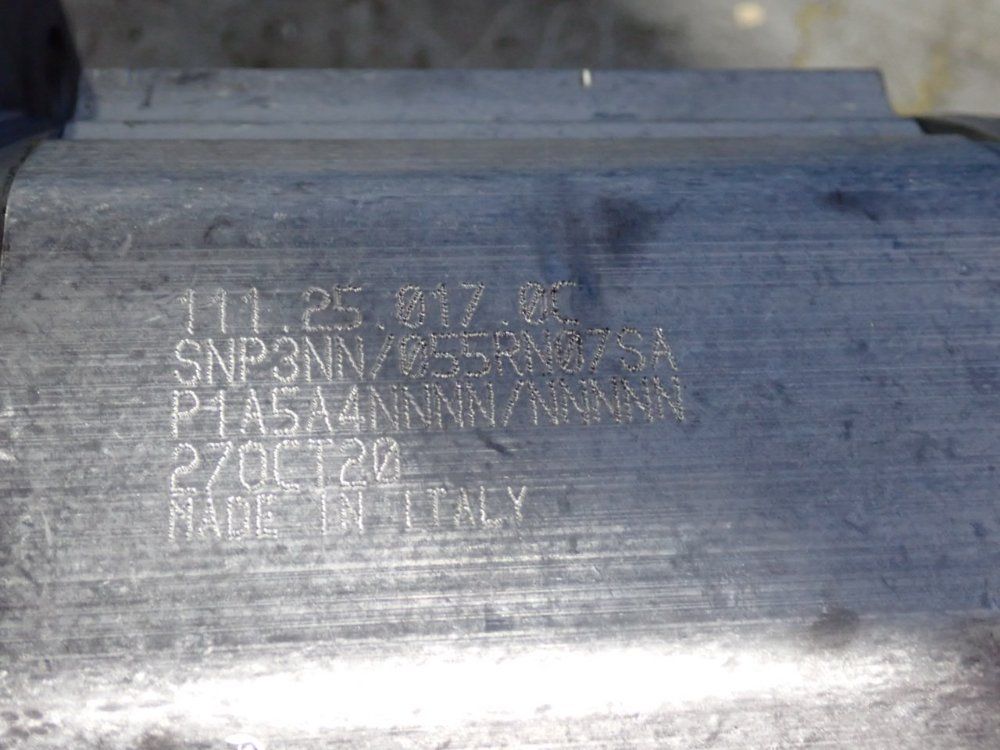 111.25.017.0C
SNP3NN/055RN07SA
P1A5A4NNNN/NNNNN
27OCT20
MADE IN ITALY